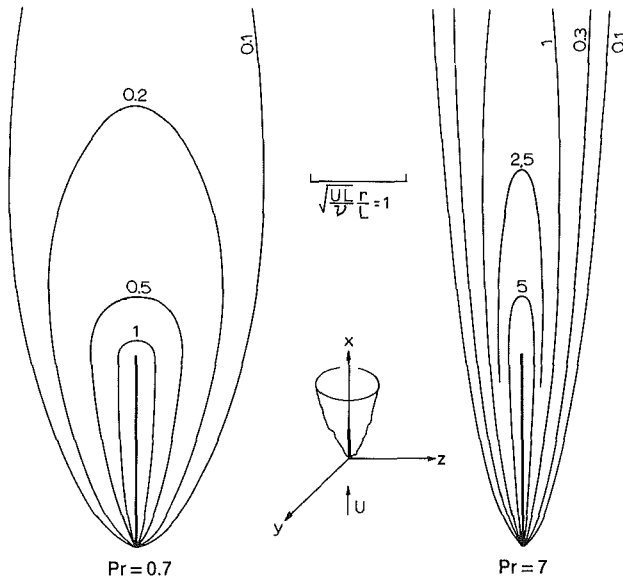 0.1
0.2
0.5
1
Pr = 0.7
√(UL/ν) r/L = 1
x
z
y
U
1
0.3
0.1
2,5
5
Pr = 7